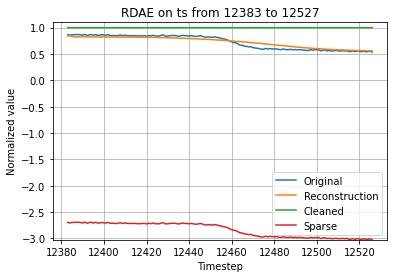 RDAE on ts from 12383 to 12527
1.0
0.5
0.0
−0.5
−1.0
−1.5
−2.0
−2.5
−3.0
Normalized value
Original
Reconstruction
Cleaned
Sparse
12380 12400 12420 12440 12460 12480 12500 12520
Timestep